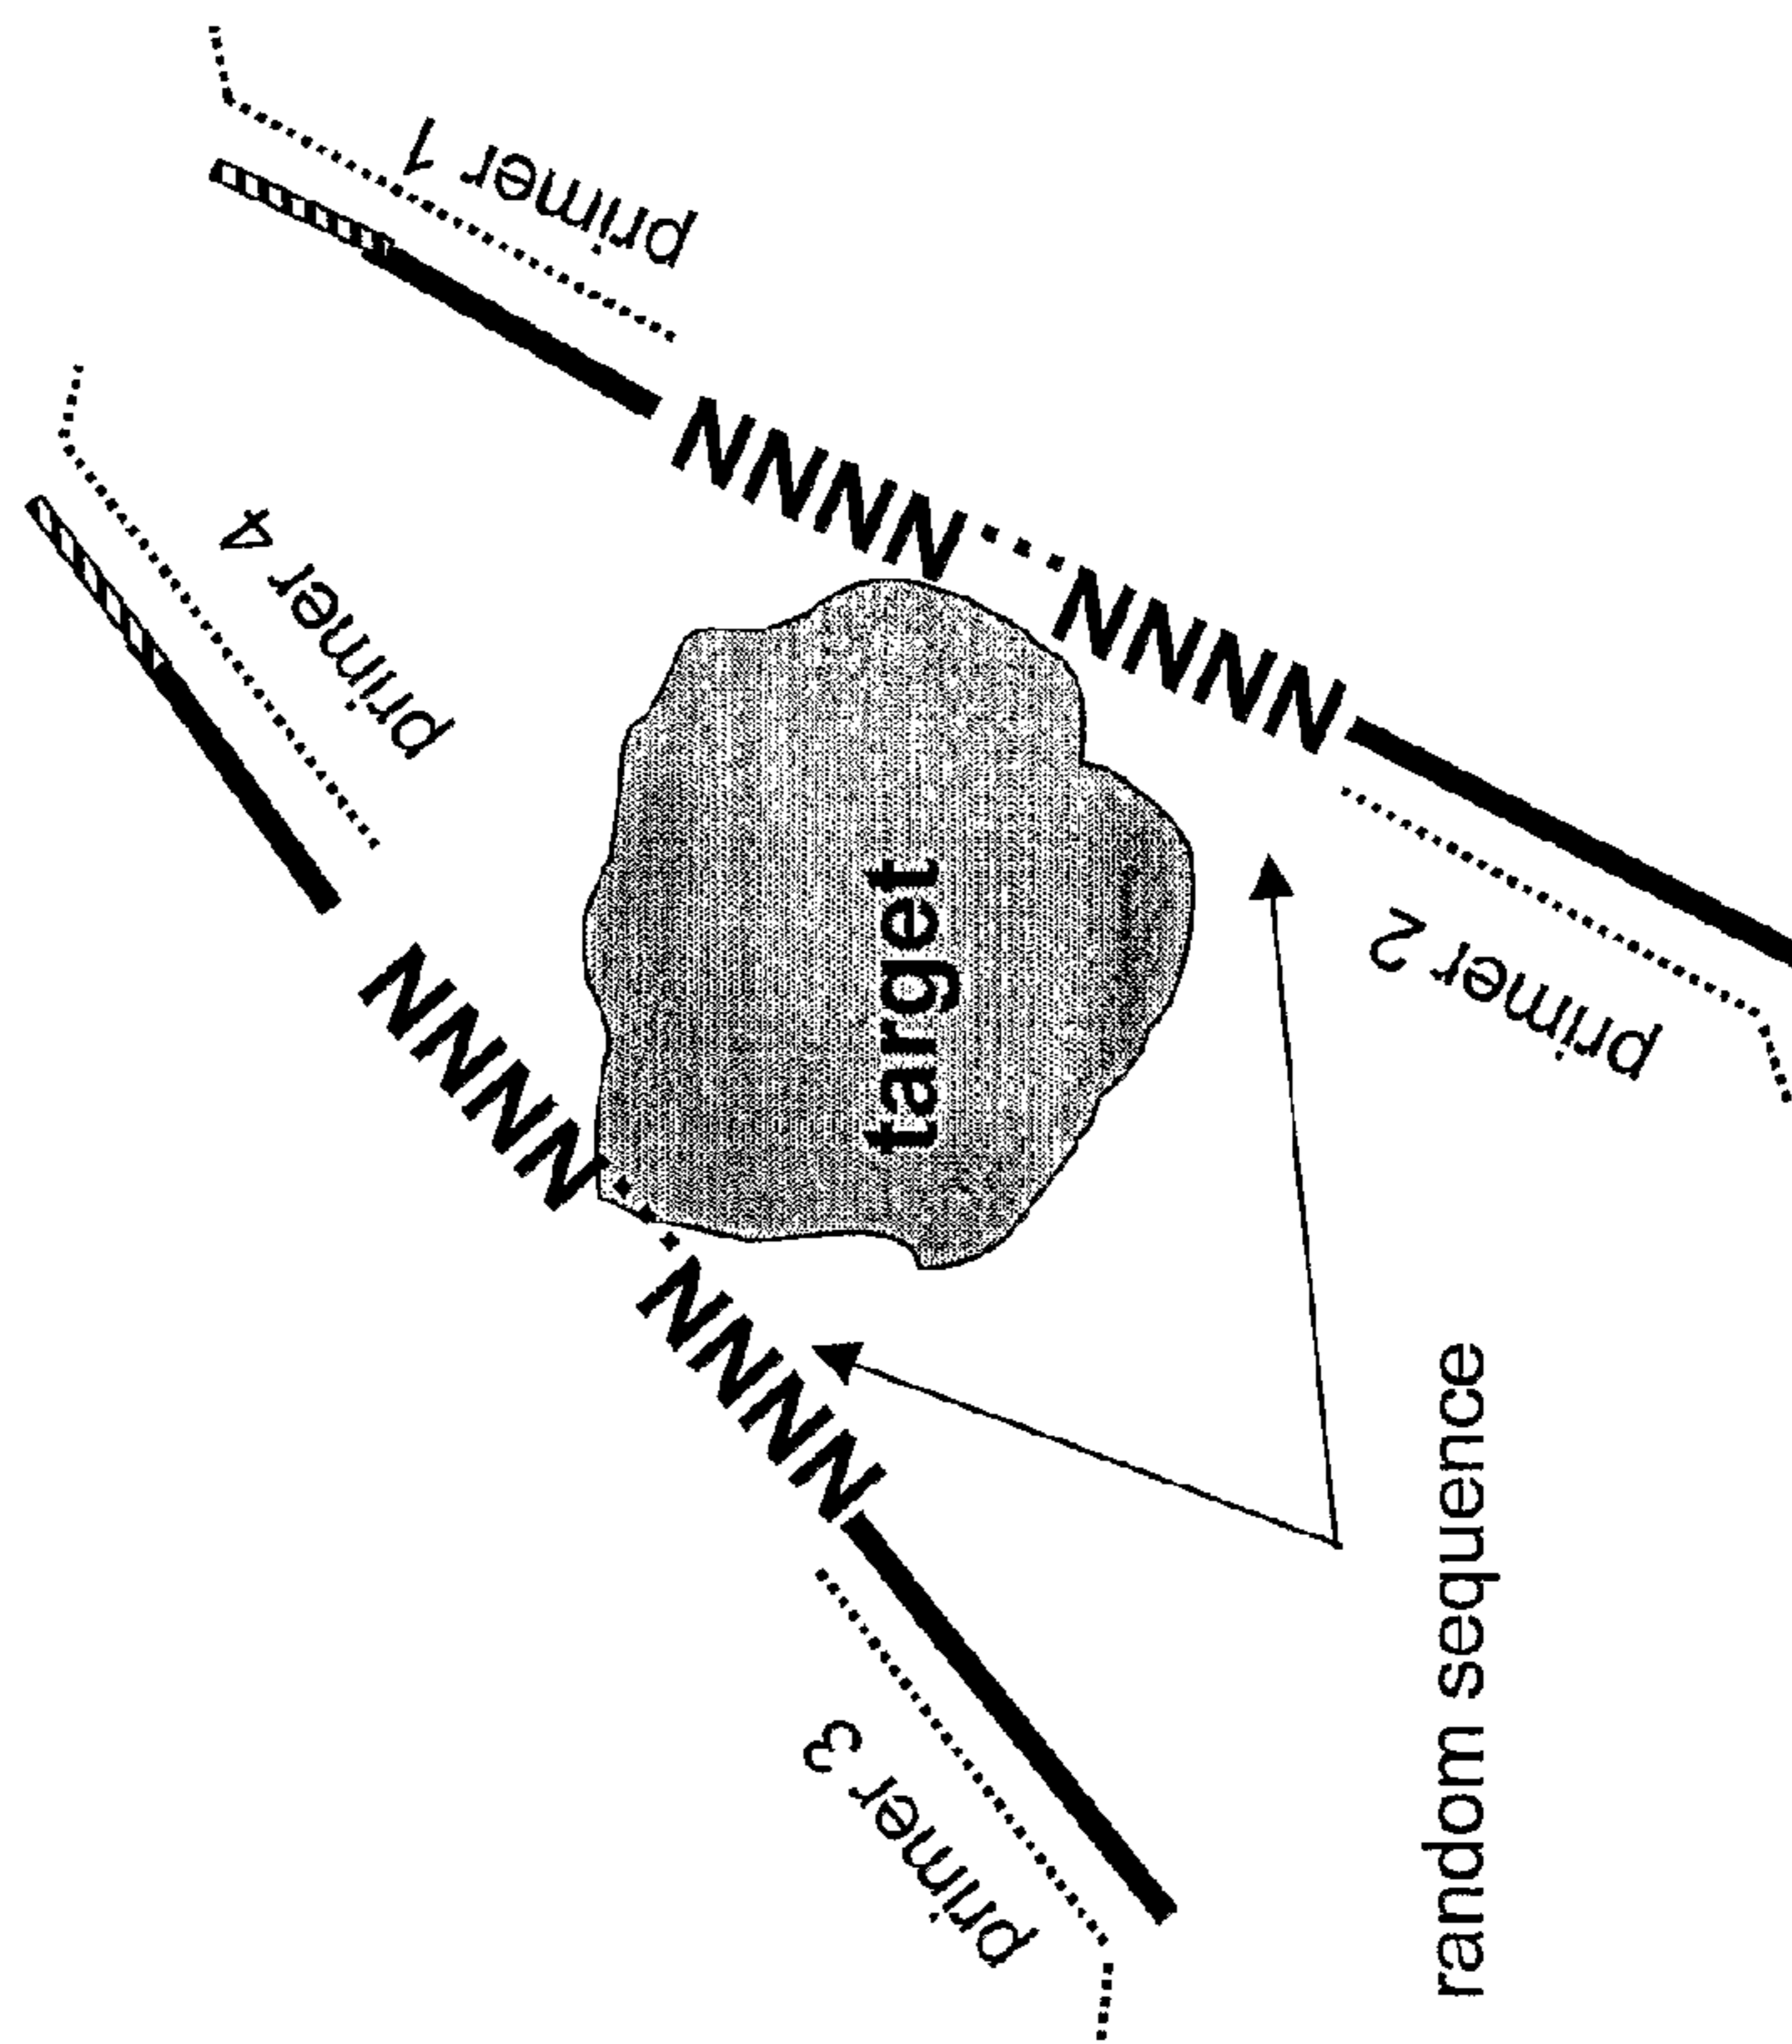 primer 3
primer 4
NNNN....NNNN
target
NNNN....NNNN
primer 2
primer 1
random sequence